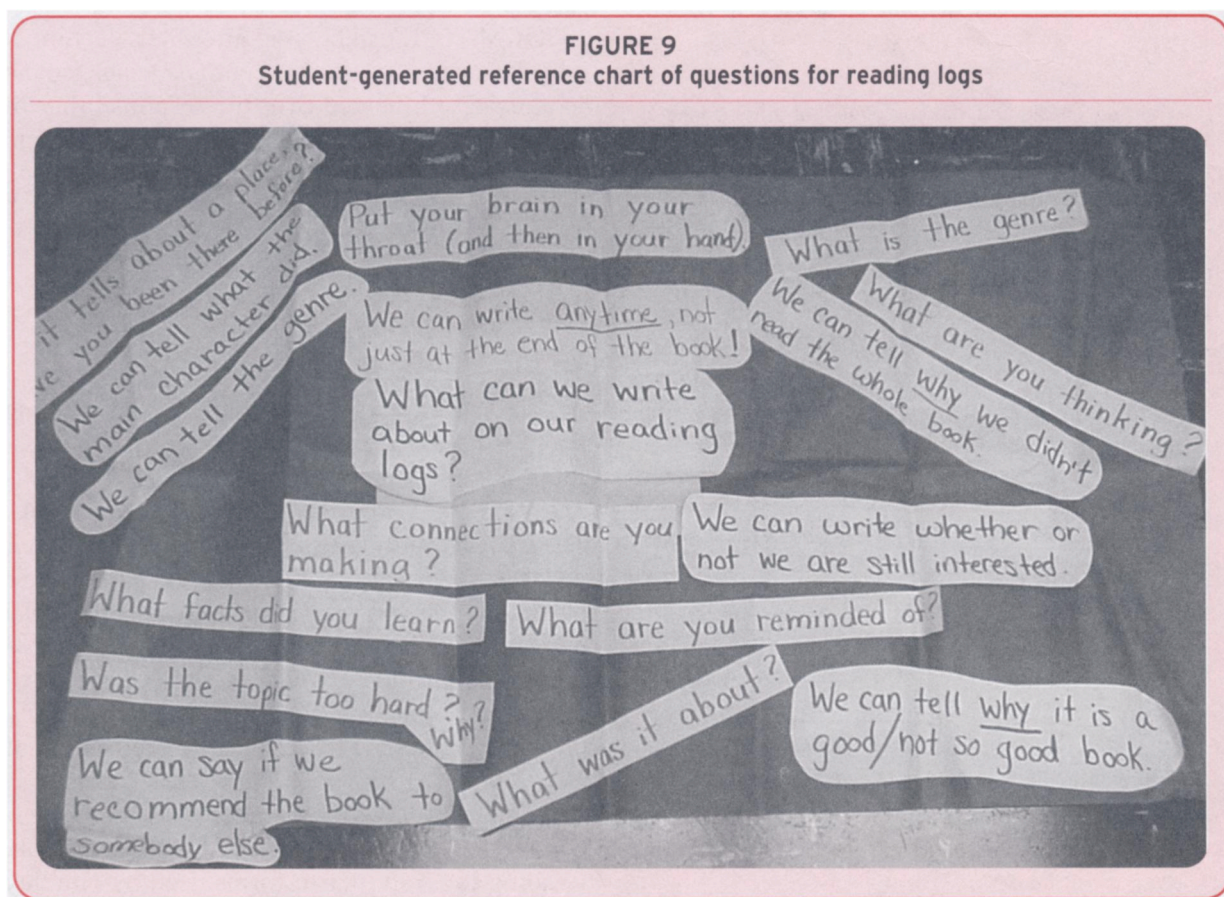 FIGURE 9
Student-generated reference chart of questions for reading logs
it tells about a place,
you been there before?
We can tell what the
main character did.
We can tell the genre.
Put your brain in your
throat (and then in your hand).
We can write anytime, not
just at the end of the book!
What can we write
about on our reading
logs?
What is the genre?
What are you thinking?
We can tell why we didn't
read the whole book.
What connections are you
making?
We can write whether or
not we are still interested.
What facts did you learn?
What are you reminded of?
Was the topic too hard?
Why?
We can say if we
recommend the book to
somebody else.
What was it about?
We can tell why it is a
good/not so good book.